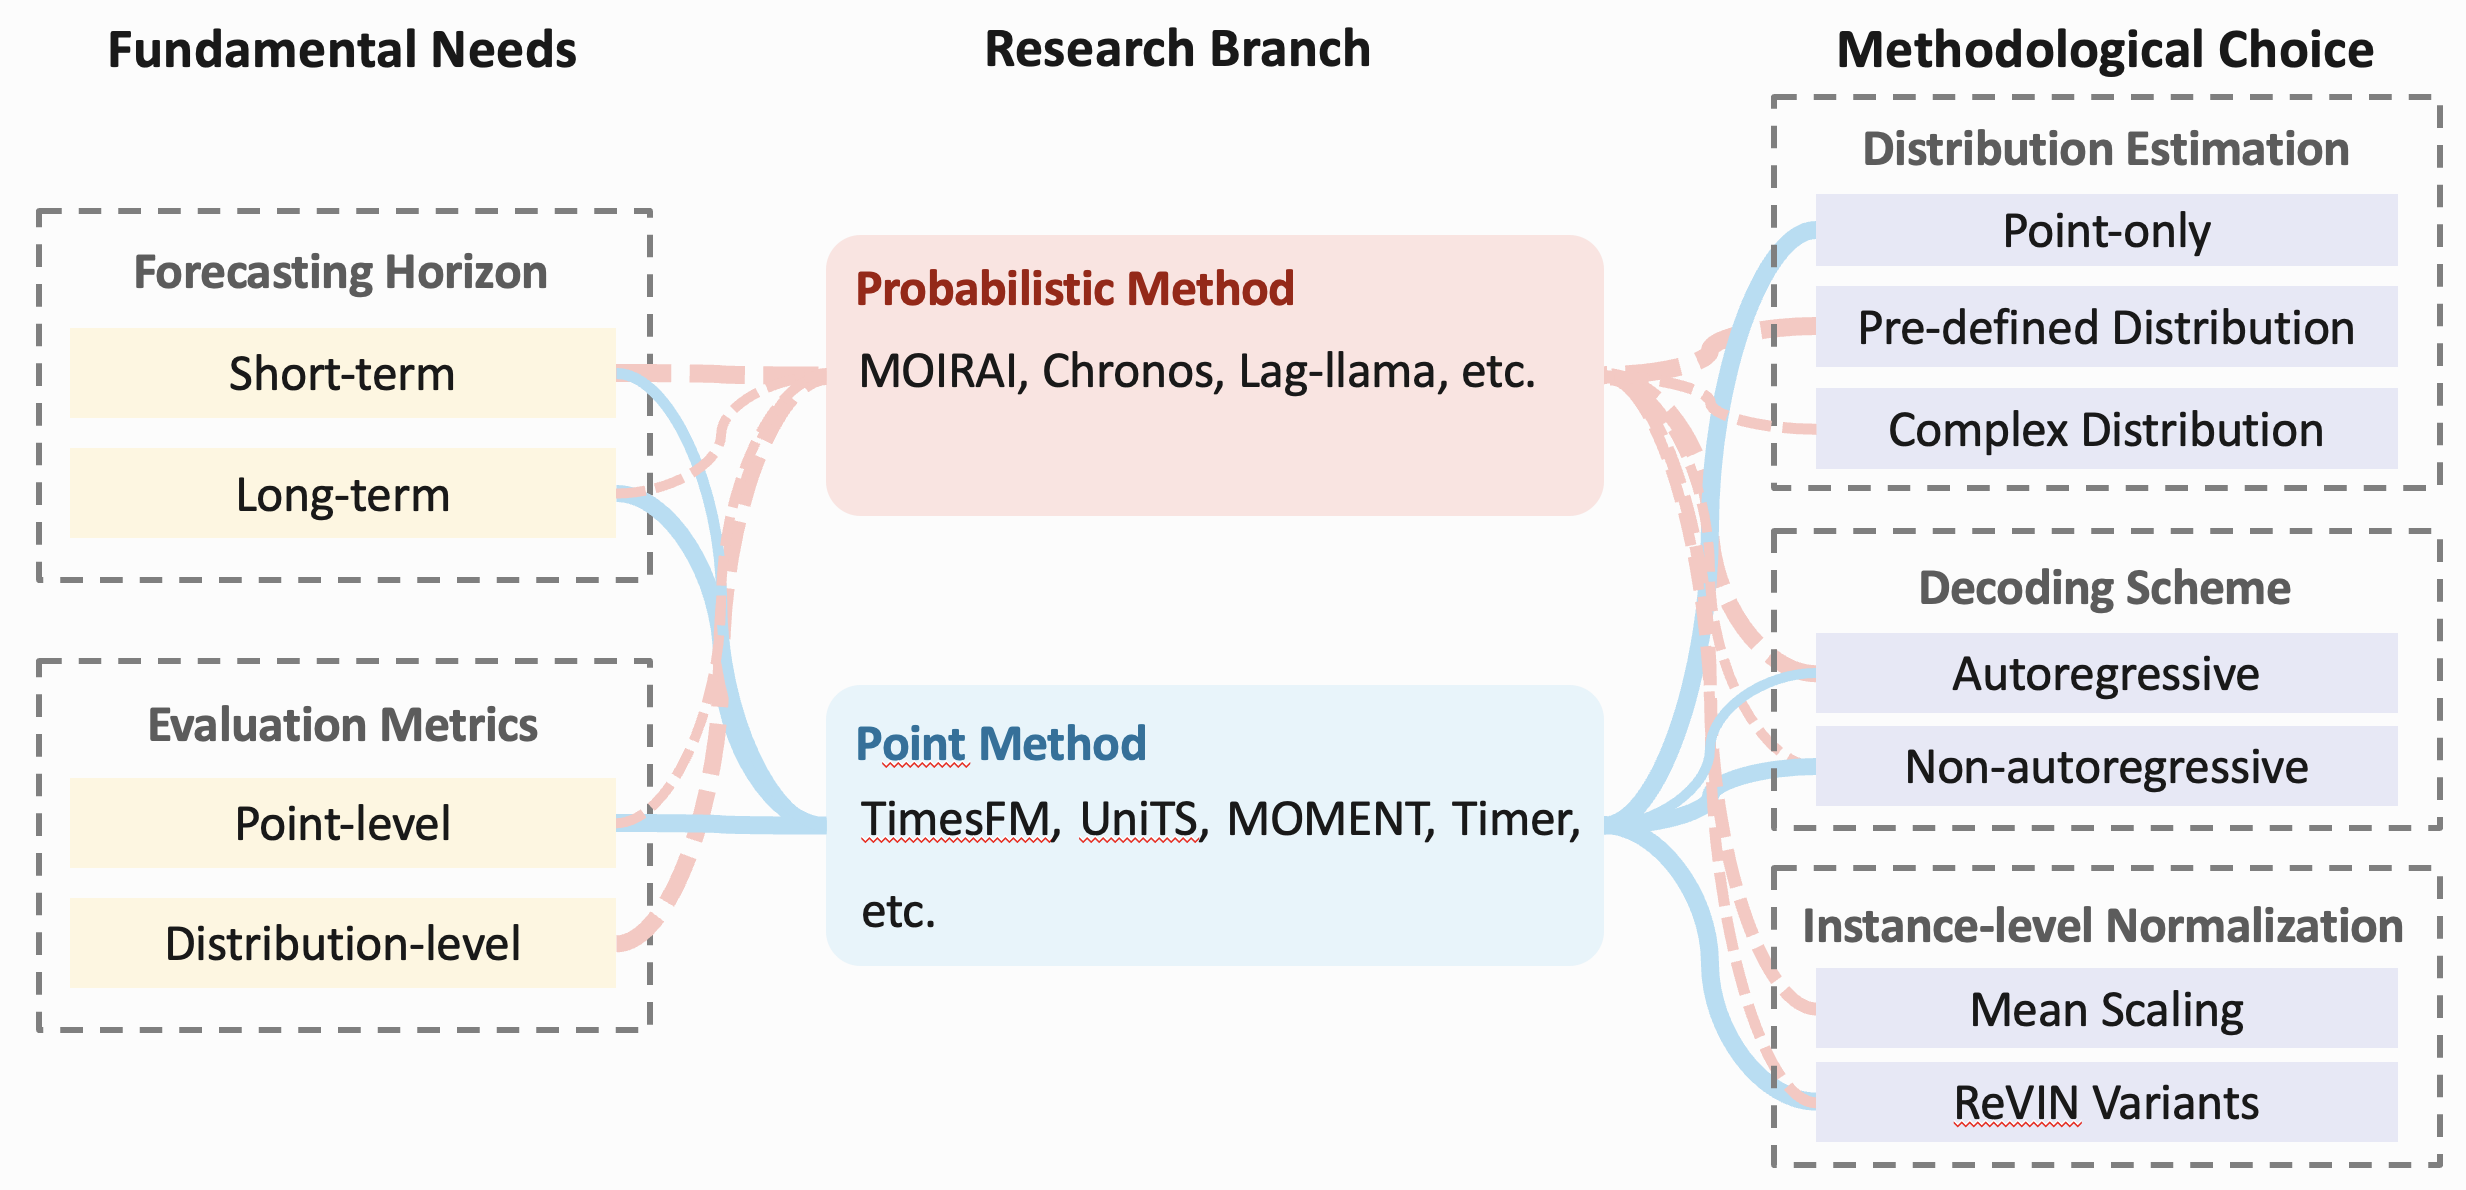 Fundamental Needs
Forecasting Horizon
Short-term
Long-term
Evaluation Metrics
Point-level
Distribution-level
Research Branch
Probabilistic Method
MOIRAI, Chronos, Lag-llama, etc.
Point Method
TimesFM, UniTS, MOMENT, Timer,
etc.
Methodological Choice
Distribution Estimation
Point-only
Pre-defined Distribution
Complex Distribution
Decoding Scheme
Autoregressive
Non-autoregressive
Instance-level Normalization
Mean Scaling
ReVIN Variants